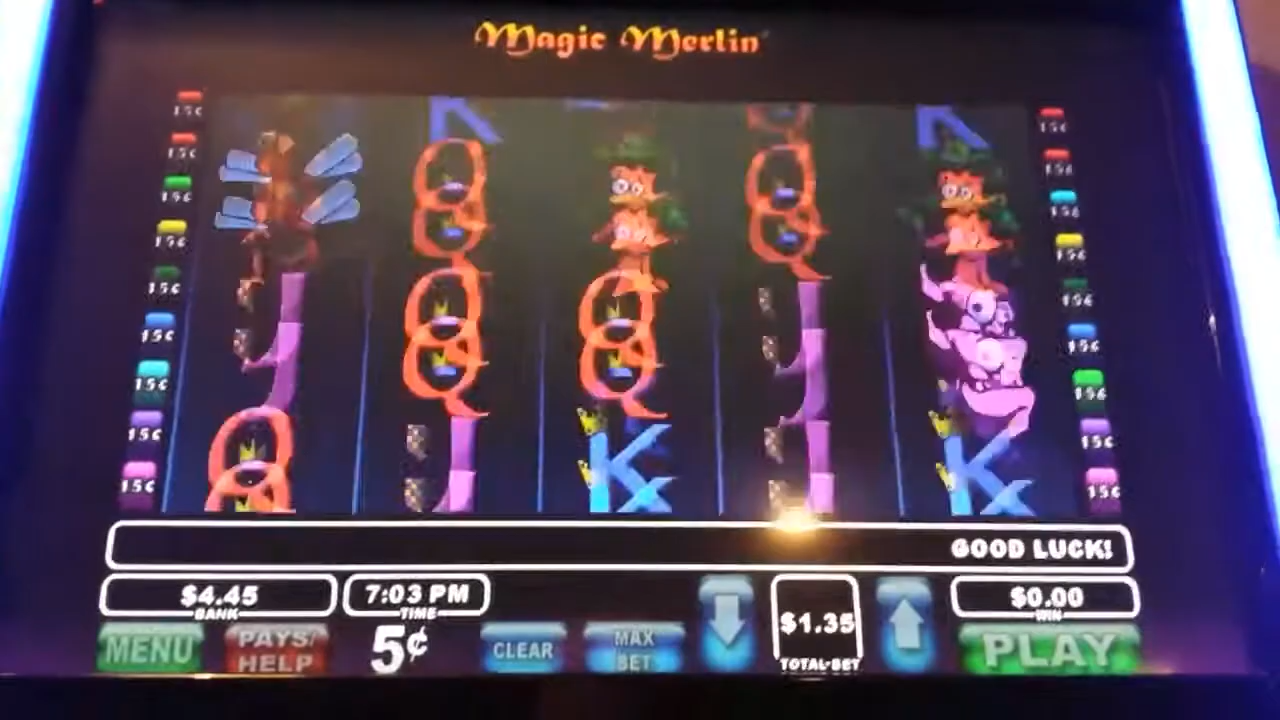 Magic Merlin
15¢ 15¢
15¢ 15¢
15¢ 15¢
15¢ 15¢
15¢ 15¢
15¢ 15¢
15¢ 15¢
15¢ 15¢
15¢ 15¢
K K
Q Q
Q Q
Q Q J
Q Q
J
Q J K J K
Q K K
GOOD LUCK!
$4.45 7:03 PM $1.35 $0.00
BANK TIME TOTAL-BET WIN
MENU PAYS/ 5¢ CLEAR MAX PLAY
HELP BET